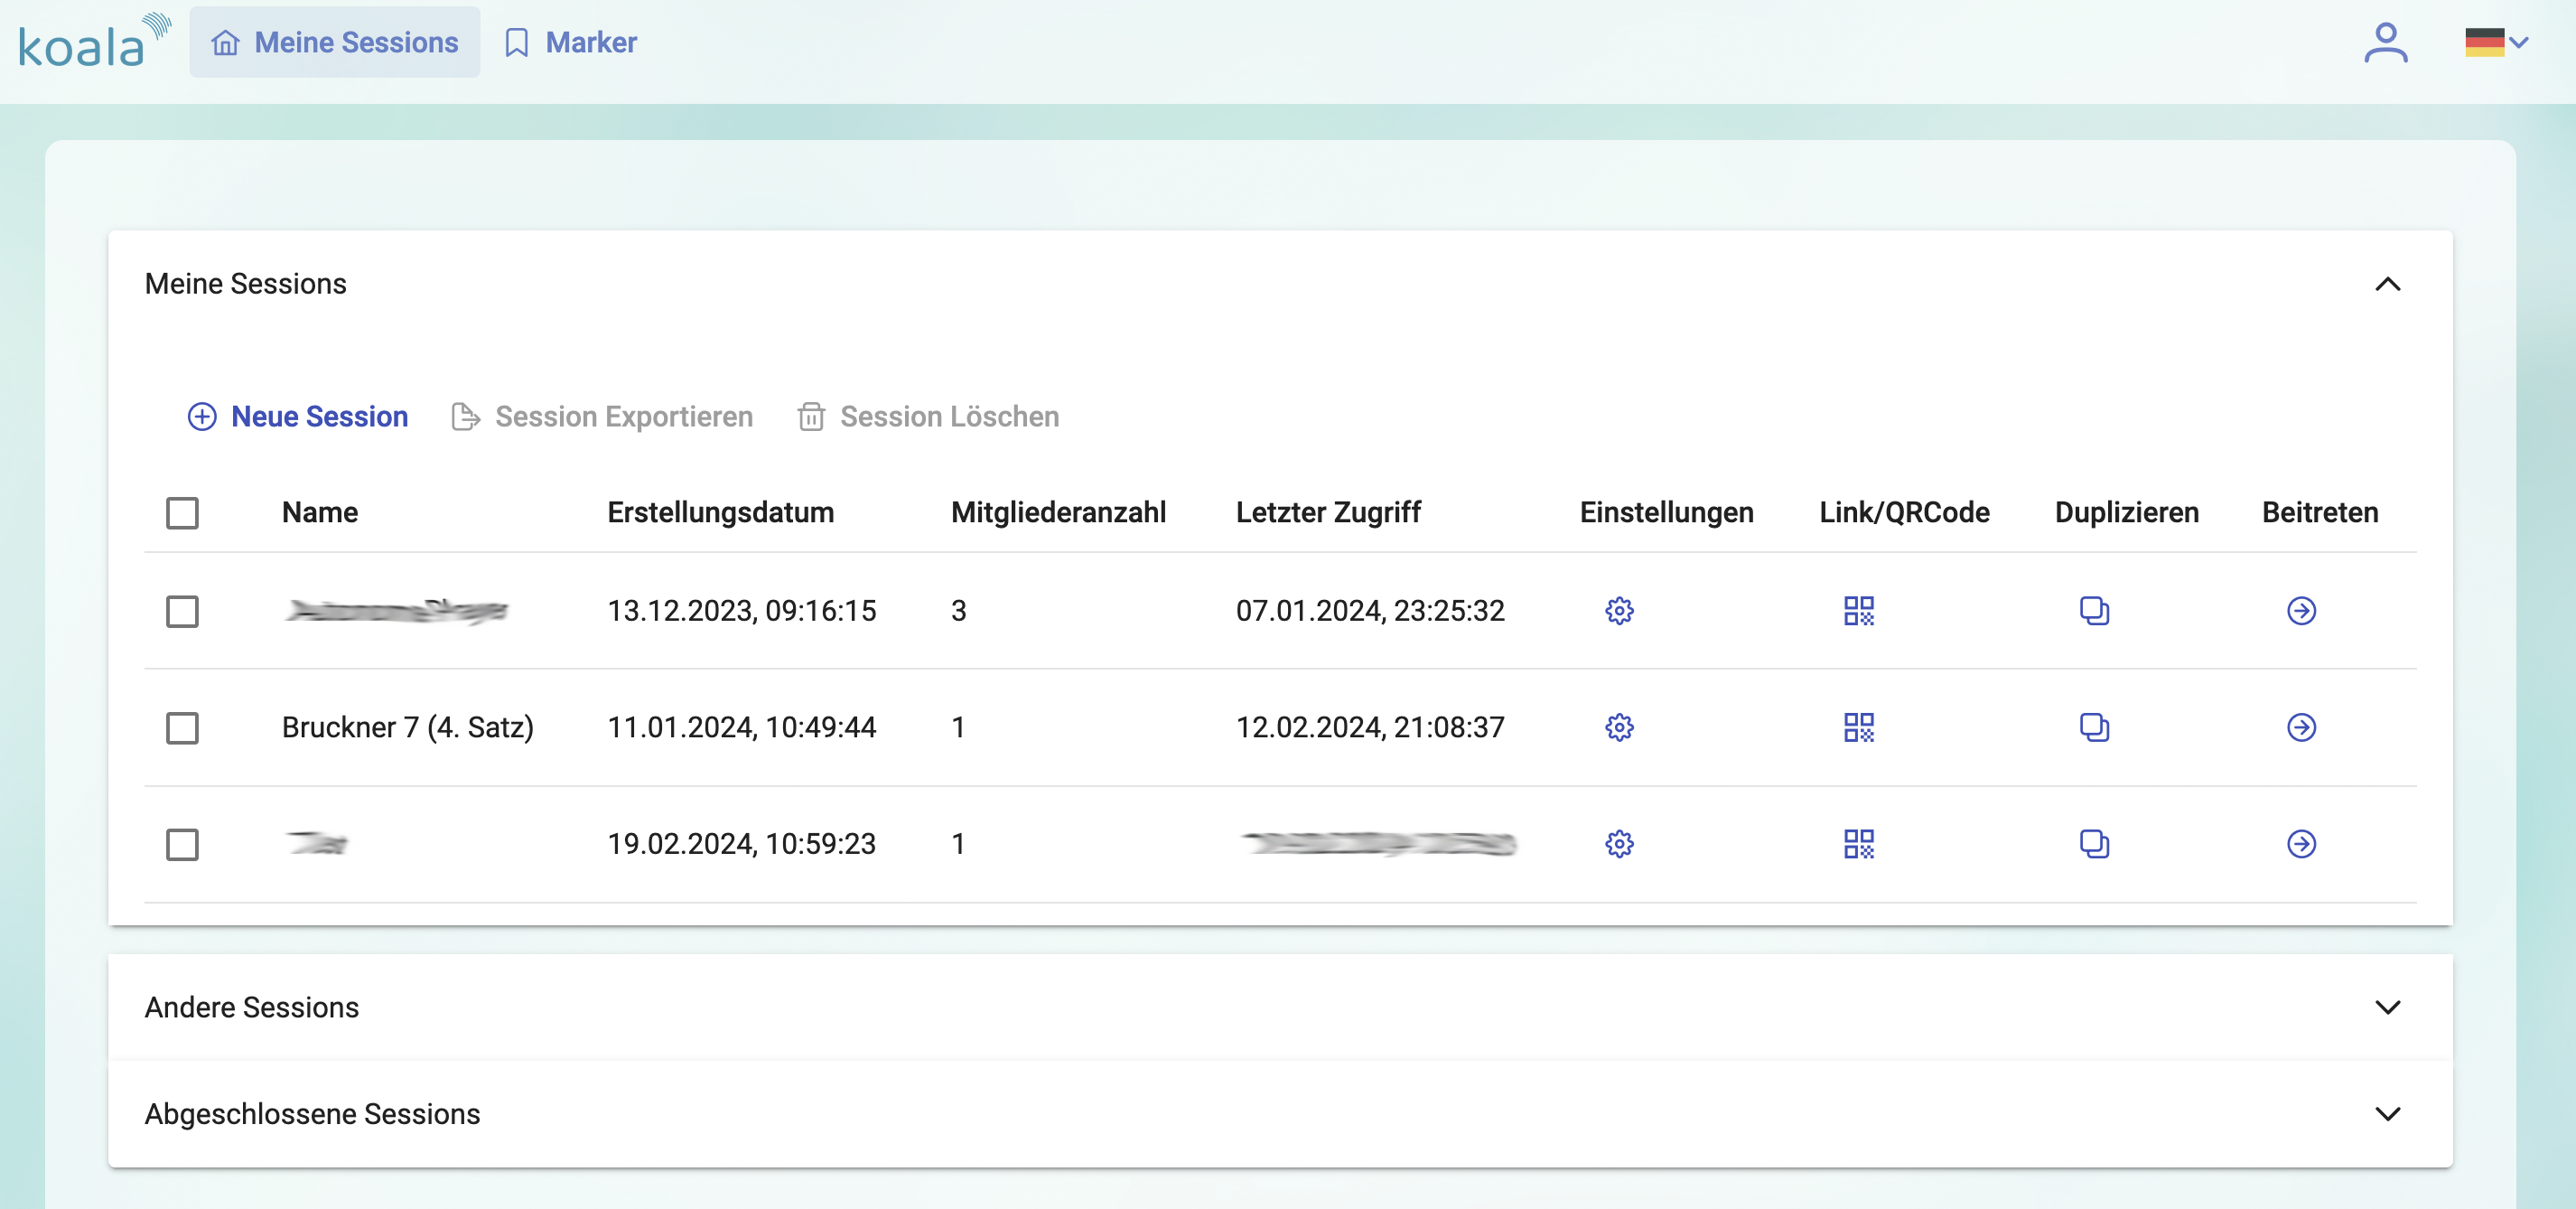 koala Meine Sessions Marker
Meine Sessions
Neue Session Session Exportieren Session Löschen
Name Erstellungsdatum Mitgliederanzahl Letzter Zugriff Einstellungen Link/QRCode Duplizieren Beitreten
13.12.2023, 09:16:15 3 07.01.2024, 23:25:32
Bruckner 7 (4. Satz) 11.01.2024, 10:49:44 1 12.02.2024, 21:08:37
19.02.2024, 10:59:23 1
Andere Sessions
Abgeschlossene Sessions